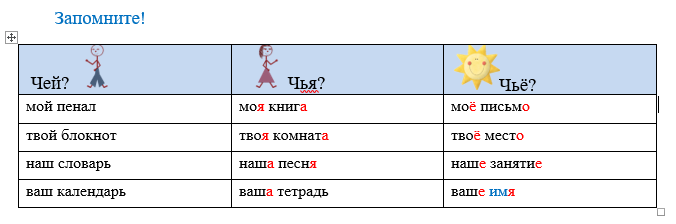 Запомните!
Чей? Чья? Чьё?
мой пенал моя книга моё письмо
твой блокнот твоя комната твоё место
наш словарь наша песня наше занятие
ваш календарь ваша тетрадь ваше имя